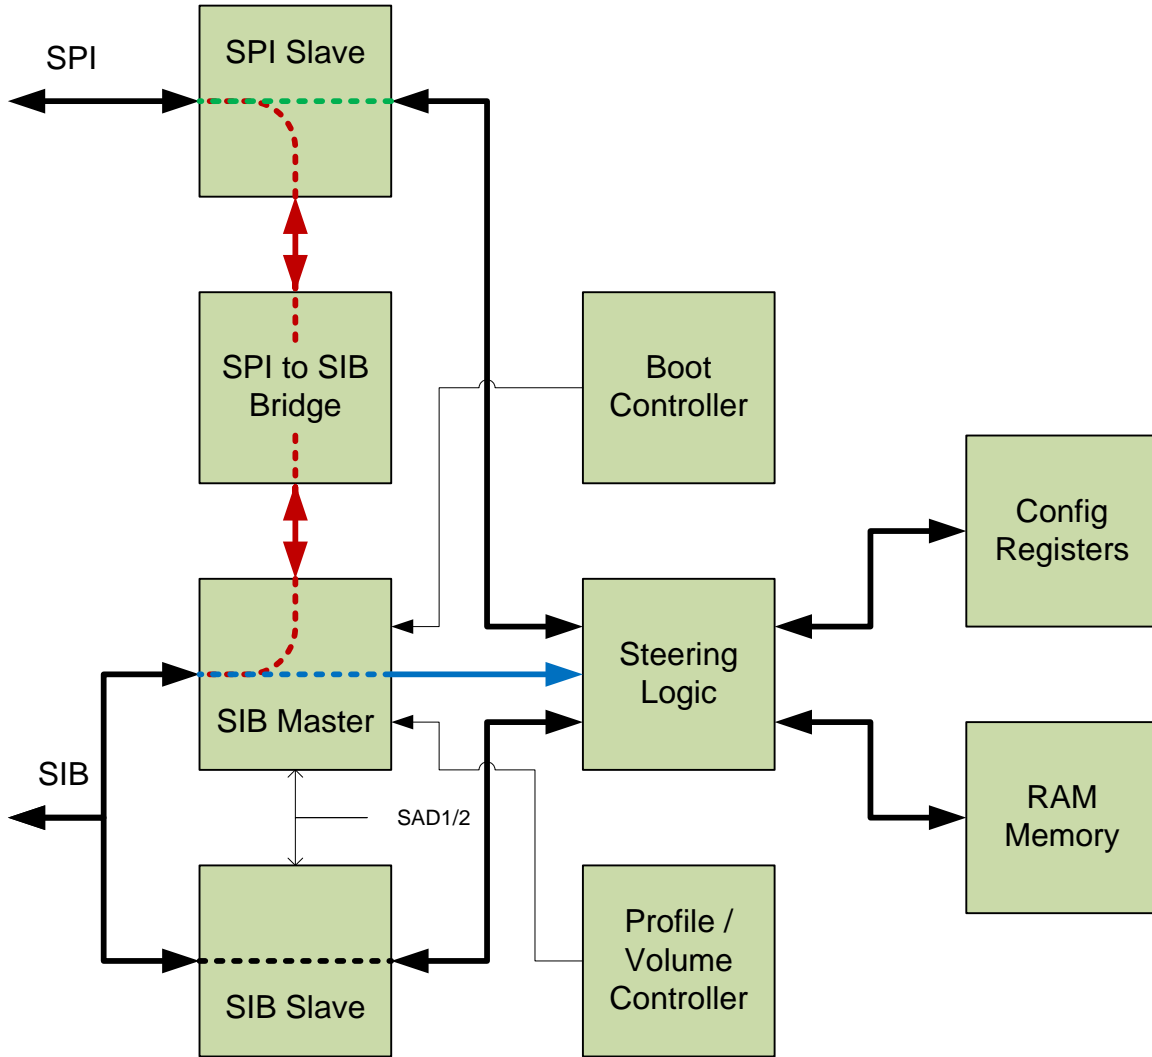 SPI Slave
SPI
SPI to SIB
Bridge
Boot
Controller
Config
Registers
Steering
Logic
SIB Master
SIB
SAD1/2
RAM
Memory
Profile /
Volume
Controller
SIB Slave